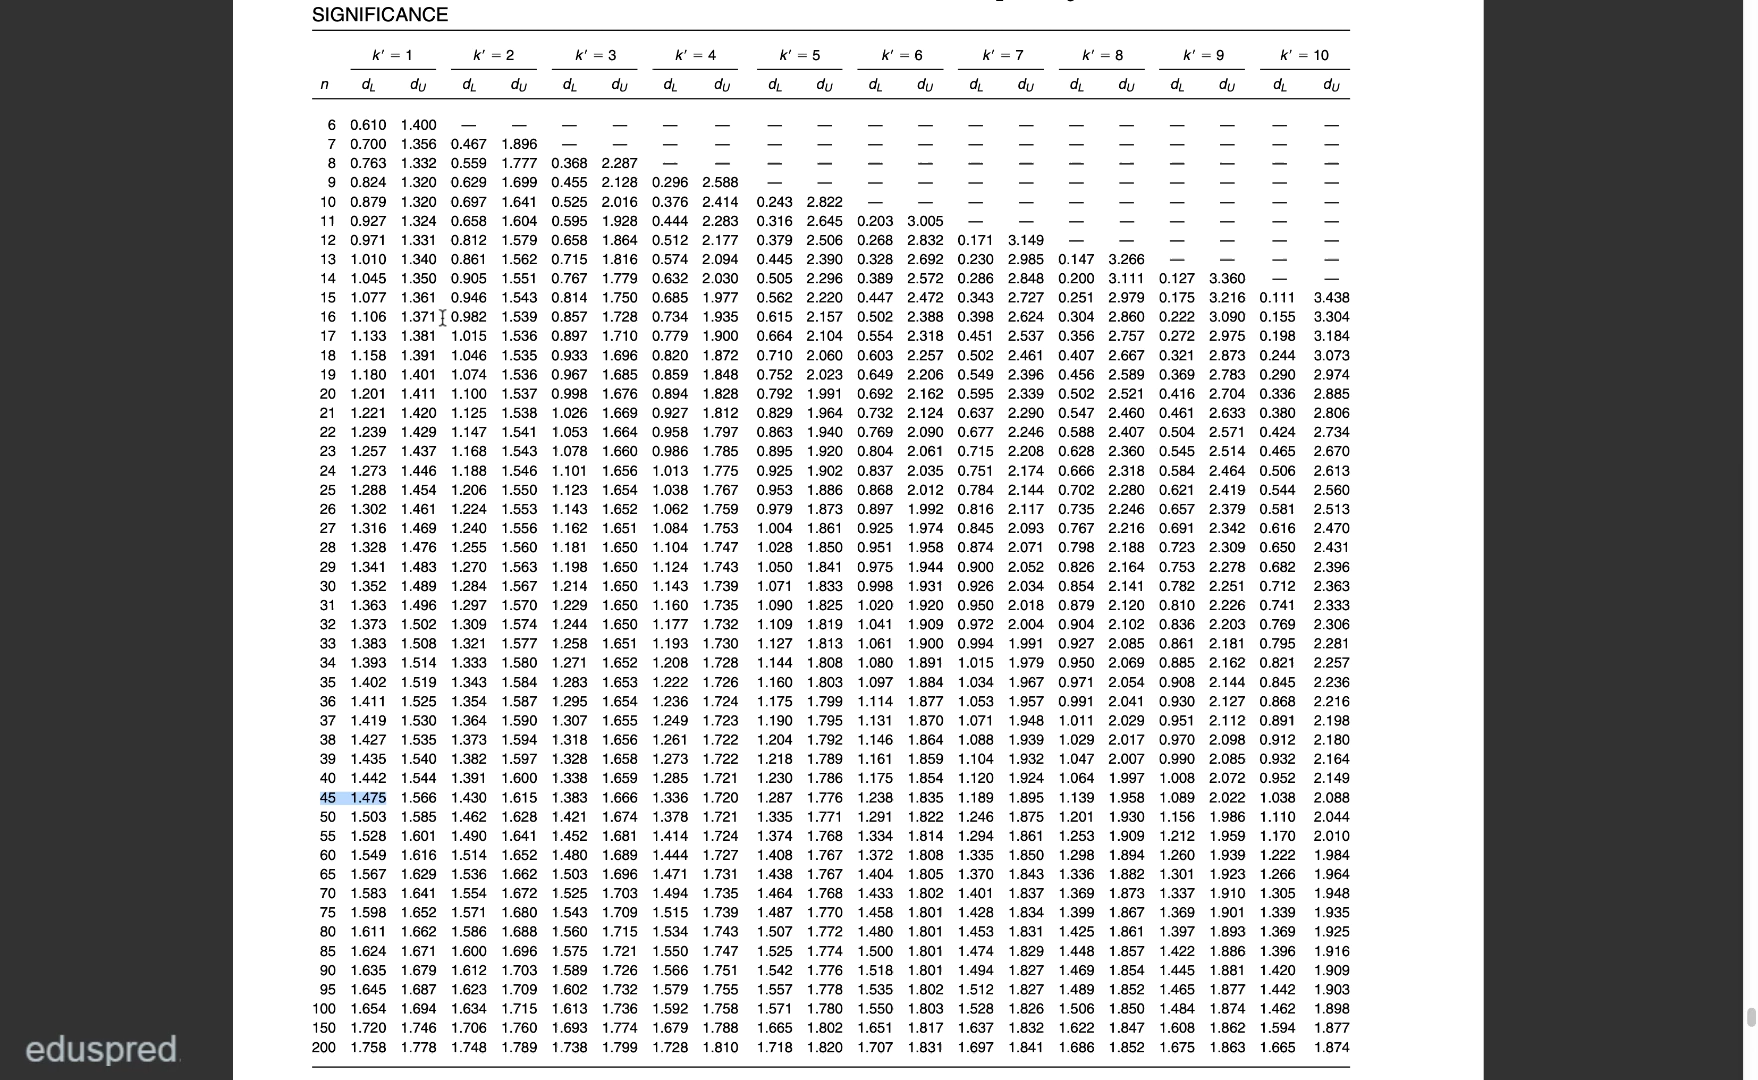 SIGNIFICANCE
k′ = 1 k′ = 2 k′ = 3 k′ = 4 k′ = 5 k′ = 6 k′ = 7 k′ = 8 k′ = 9 k′ = 10
n dL dU dL dU dL dU dL dU dL dU dL dU dL dU dL dU dL dU dL dU
6 0.610 1.400 — — — — — — — — — — — — — — — — — —
7 0.700 1.356 0.467 1.896 — — — — — — — — — — — — — — — —
8 0.763 1.332 0.559 1.777 0.368 2.287 — — — — — — — — — — — — — —
9 0.824 1.320 0.629 1.699 0.455 2.128 0.296 2.588 — — — — — — — — — — — —
10 0.879 1.320 0.697 1.641 0.525 2.016 0.376 2.414 0.243 2.822 — — — — — — — — — —
11 0.927 1.324 0.658 1.604 0.595 1.928 0.444 2.283 0.316 2.645 0.203 3.005 — — — — — — — —
12 0.971 1.331 0.812 1.579 0.658 1.864 0.512 2.177 0.379 2.506 0.268 2.832 0.171 3.149 — — — — — —
13 1.010 1.340 0.861 1.562 0.715 1.816 0.574 2.094 0.445 2.390 0.328 2.692 0.230 2.985 0.147 3.266 — — — —
14 1.045 1.350 0.905 1.551 0.767 1.779 0.632 2.030 0.505 2.296 0.389 2.572 0.286 2.848 0.200 3.111 0.127 3.360 — —
15 1.077 1.361 0.946 1.543 0.814 1.750 0.685 1.977 0.562 2.220 0.447 2.472 0.343 2.727 0.251 2.979 0.175 3.216 0.111 3.438
16 1.106 1.371 0.982 1.539 0.857 1.728 0.734 1.935 0.615 2.157 0.502 2.388 0.398 2.624 0.304 2.860 0.222 3.090 0.155 3.304
17 1.133 1.381 1.015 1.536 0.897 1.710 0.779 1.900 0.664 2.104 0.554 2.318 0.451 2.537 0.356 2.757 0.272 2.975 0.198 3.184
18 1.158 1.391 1.046 1.535 0.933 1.696 0.820 1.872 0.710 2.060 0.603 2.257 0.502 2.461 0.407 2.667 0.321 2.873 0.244 3.073
19 1.180 1.401 1.074 1.536 0.967 1.685 0.859 1.848 0.752 2.023 0.649 2.206 0.549 2.396 0.456 2.589 0.369 2.783 0.290 2.974
20 1.201 1.411 1.100 1.537 0.998 1.676 0.894 1.828 0.792 1.991 0.692 2.162 0.595 2.339 0.502 2.521 0.416 2.704 0.336 2.885
21 1.221 1.420 1.125 1.538 1.026 1.669 0.927 1.812 0.829 1.964 0.732 2.124 0.637 2.290 0.547 2.460 0.461 2.633 0.380 2.806
22 1.239 1.429 1.147 1.541 1.053 1.664 0.958 1.797 0.863 1.940 0.769 2.090 0.677 2.246 0.588 2.407 0.504 2.571 0.424 2.734
23 1.257 1.437 1.168 1.543 1.078 1.660 0.986 1.785 0.895 1.920 0.804 2.061 0.715 2.208 0.628 2.360 0.545 2.514 0.465 2.670
24 1.273 1.446 1.188 1.546 1.101 1.656 1.013 1.775 0.925 1.902 0.837 2.035 0.751 2.174 0.666 2.318 0.584 2.464 0.506 2.613
25 1.288 1.454 1.206 1.550 1.123 1.654 1.038 1.767 0.953 1.886 0.868 2.012 0.784 2.144 0.702 2.280 0.621 2.419 0.544 2.560
26 1.302 1.461 1.224 1.553 1.143 1.652 1.062 1.759 0.979 1.873 0.897 1.992 0.816 2.117 0.735 2.246 0.657 2.379 0.581 2.513
27 1.316 1.469 1.240 1.556 1.162 1.651 1.084 1.753 1.004 1.861 0.925 1.974 0.845 2.093 0.767 2.216 0.691 2.342 0.616 2.470
28 1.328 1.476 1.255 1.560 1.181 1.650 1.104 1.747 1.028 1.850 0.951 1.958 0.874 2.071 0.798 2.188 0.723 2.309 0.650 2.431
29 1.341 1.483 1.270 1.563 1.198 1.650 1.124 1.743 1.050 1.841 0.975 1.944 0.900 2.052 0.826 2.164 0.753 2.278 0.682 2.396
30 1.352 1.489 1.284 1.567 1.214 1.650 1.143 1.739 1.071 1.833 0.998 1.931 0.926 2.034 0.854 2.141 0.782 2.251 0.712 2.363
31 1.363 1.496 1.297 1.570 1.229 1.650 1.160 1.735 1.090 1.825 1.020 1.920 0.950 2.018 0.879 2.120 0.810 2.226 0.741 2.333
32 1.373 1.502 1.309 1.574 1.244 1.650 1.177 1.732 1.109 1.819 1.041 1.909 0.972 2.004 0.904 2.102 0.836 2.203 0.769 2.306
33 1.383 1.508 1.321 1.577 1.258 1.651 1.193 1.730 1.127 1.813 1.061 1.900 0.994 1.991 0.927 2.085 0.861 2.181 0.795 2.281
34 1.393 1.514 1.333 1.580 1.271 1.652 1.208 1.728 1.144 1.808 1.080 1.891 1.015 1.979 0.950 2.069 0.885 2.162 0.821 2.257
35 1.402 1.519 1.343 1.584 1.283 1.653 1.222 1.726 1.160 1.803 1.097 1.884 1.034 1.967 0.971 2.054 0.908 2.144 0.845 2.236
36 1.411 1.525 1.354 1.587 1.295 1.654 1.236 1.724 1.175 1.799 1.114 1.877 1.053 1.957 0.991 2.041 0.930 2.127 0.868 2.216
37 1.419 1.530 1.364 1.590 1.307 1.655 1.249 1.723 1.190 1.795 1.131 1.870 1.071 1.948 1.011 2.029 0.951 2.112 0.891 2.198
38 1.427 1.535 1.373 1.594 1.318 1.656 1.261 1.722 1.204 1.792 1.146 1.864 1.088 1.939 1.029 2.017 0.970 2.098 0.912 2.180
39 1.435 1.540 1.382 1.597 1.328 1.658 1.273 1.722 1.218 1.789 1.161 1.859 1.104 1.932 1.047 2.007 0.990 2.085 0.932 2.164
40 1.442 1.544 1.391 1.600 1.338 1.659 1.285 1.721 1.230 1.786 1.175 1.854 1.120 1.924 1.064 1.997 1.008 2.072 0.952 2.149
45 1.475 1.566 1.430 1.615 1.383 1.666 1.336 1.720 1.287 1.776 1.238 1.835 1.189 1.895 1.139 1.958 1.089 2.022 1.038 2.088
50 1.503 1.585 1.462 1.628 1.421 1.674 1.378 1.721 1.335 1.771 1.291 1.822 1.246 1.875 1.201 1.930 1.156 1.986 1.110 2.044
55 1.528 1.601 1.490 1.641 1.452 1.681 1.414 1.724 1.374 1.768 1.334 1.814 1.294 1.861 1.253 1.909 1.212 1.959 1.170 2.010
60 1.549 1.616 1.514 1.652 1.480 1.689 1.444 1.727 1.408 1.767 1.372 1.808 1.335 1.850 1.298 1.894 1.260 1.939 1.222 1.984
65 1.567 1.629 1.536 1.662 1.503 1.696 1.471 1.731 1.438 1.767 1.404 1.805 1.370 1.843 1.336 1.882 1.301 1.923 1.266 1.964
70 1.583 1.641 1.554 1.672 1.525 1.703 1.494 1.735 1.464 1.768 1.433 1.802 1.401 1.837 1.369 1.873 1.337 1.910 1.305 1.948
75 1.598 1.652 1.571 1.680 1.543 1.709 1.515 1.739 1.487 1.770 1.458 1.801 1.428 1.834 1.399 1.867 1.369 1.901 1.339 1.935
80 1.611 1.662 1.586 1.688 1.560 1.715 1.534 1.743 1.507 1.772 1.480 1.801 1.453 1.831 1.425 1.861 1.397 1.893 1.369 1.925
85 1.624 1.671 1.600 1.696 1.575 1.721 1.550 1.747 1.525 1.774 1.500 1.801 1.474 1.829 1.448 1.857 1.422 1.886 1.396 1.916
90 1.635 1.679 1.612 1.703 1.589 1.726 1.566 1.751 1.542 1.776 1.518 1.801 1.494 1.827 1.469 1.854 1.445 1.881 1.420 1.909
95 1.645 1.687 1.623 1.709 1.602 1.732 1.579 1.755 1.557 1.778 1.535 1.802 1.512 1.827 1.489 1.852 1.465 1.877 1.442 1.903
100 1.654 1.694 1.634 1.715 1.613 1.736 1.592 1.758 1.571 1.780 1.550 1.803 1.528 1.826 1.506 1.850 1.484 1.874 1.462 1.898
150 1.720 1.746 1.706 1.760 1.693 1.774 1.679 1.788 1.665 1.802 1.651 1.817 1.637 1.832 1.622 1.847 1.608 1.862 1.594 1.877
200 1.758 1.778 1.748 1.789 1.738 1.799 1.728 1.810 1.718 1.820 1.707 1.831 1.697 1.841 1.686 1.852 1.675 1.863 1.665 1.874
eduspred